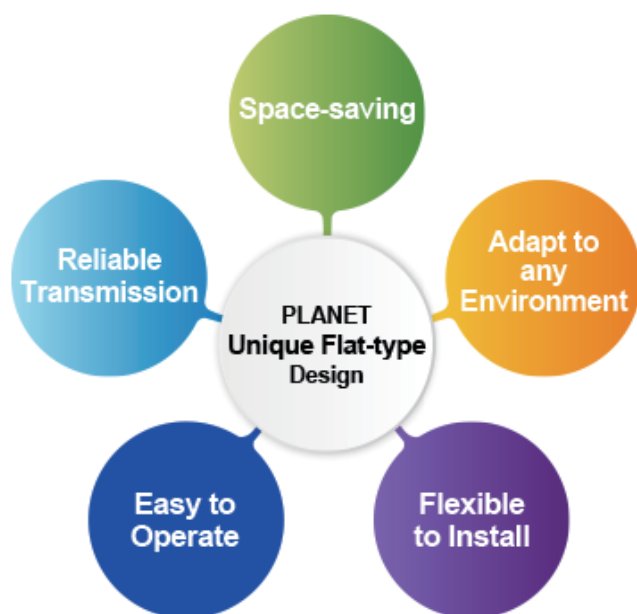 Space-saving
Reliable
Transmission
Adapt to
any
Environment
PLANET
Unique Flat-type
Design
Easy to
Operate
Flexible
to Install